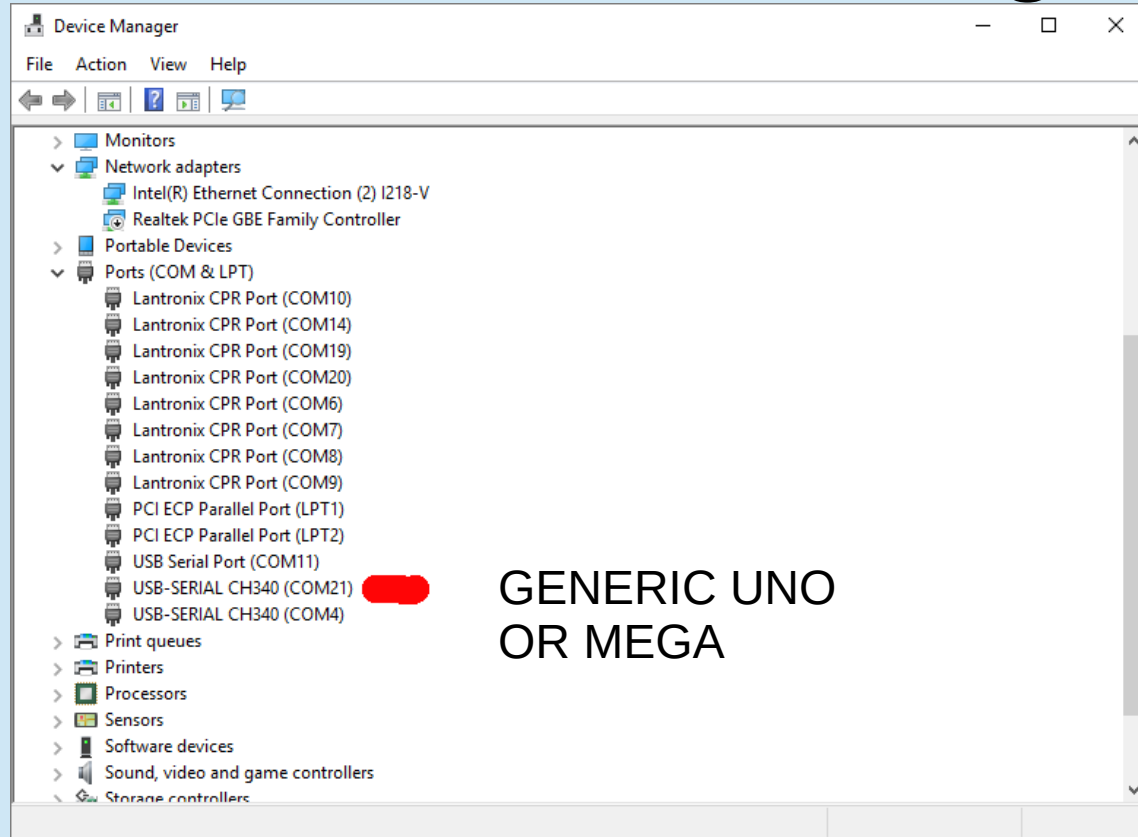 Device Manager
File Action View Help
Monitors
Network adapters
Intel(R) Ethernet Connection (2) I218-V
Realtek PCIe GBE Family Controller
Portable Devices
Ports (COM & LPT)
Lantronix CPR Port (COM10)
Lantronix CPR Port (COM14)
Lantronix CPR Port (COM19)
Lantronix CPR Port (COM20)
Lantronix CPR Port (COM6)
Lantronix CPR Port (COM7)
Lantronix CPR Port (COM8)
Lantronix CPR Port (COM9)
PCI ECP Parallel Port (LPT1)
PCI ECP Parallel Port (LPT2)
USB Serial Port (COM11)
USB-SERIAL CH340 (COM21)
USB-SERIAL CH340 (COM4)
GENERIC UNO
OR MEGA
Print queues
Printers
Processors
Sensors
Software devices
Sound, video and game controllers
Storage controllers